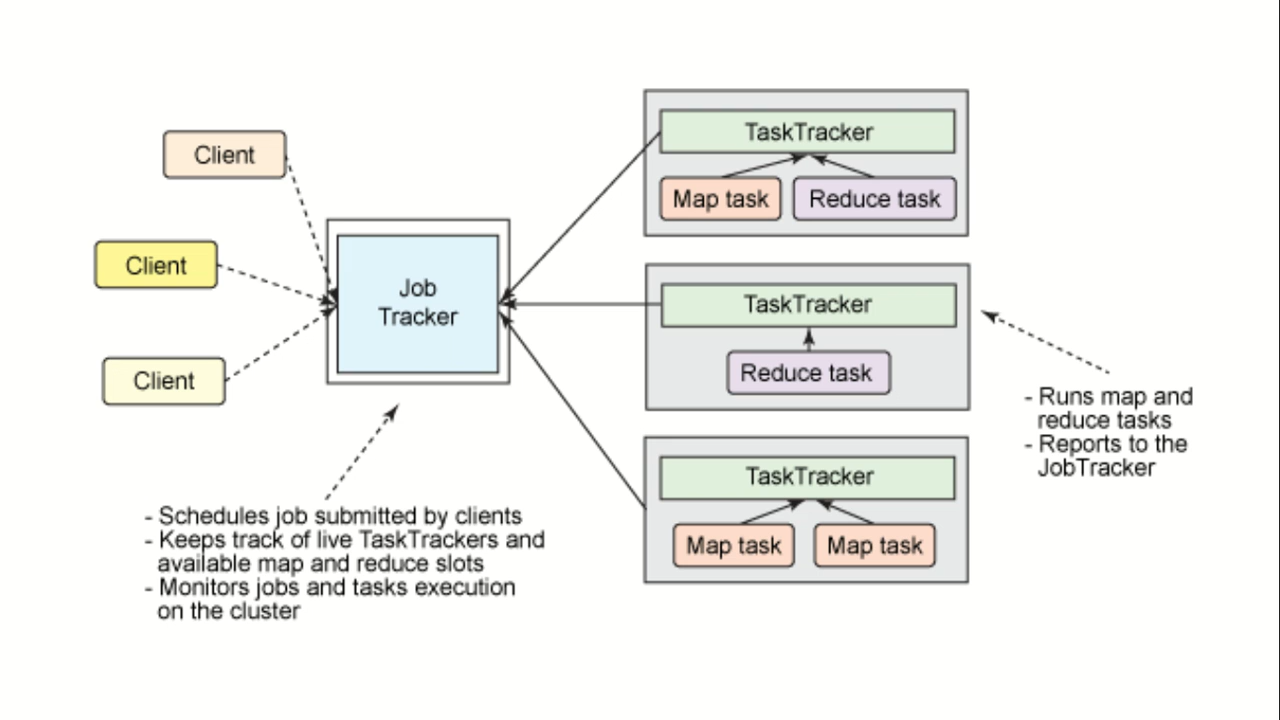 Client
Client
Client
Job
Tracker
- Schedules job submitted by clients
- Keeps track of live TaskTrackers and
available map and reduce slots
- Monitors jobs and tasks execution
on the cluster
TaskTracker
Map task
Reduce task
TaskTracker
Reduce task
TaskTracker
Map task
Map task
- Runs map and
reduce tasks
- Reports to the
JobTracker